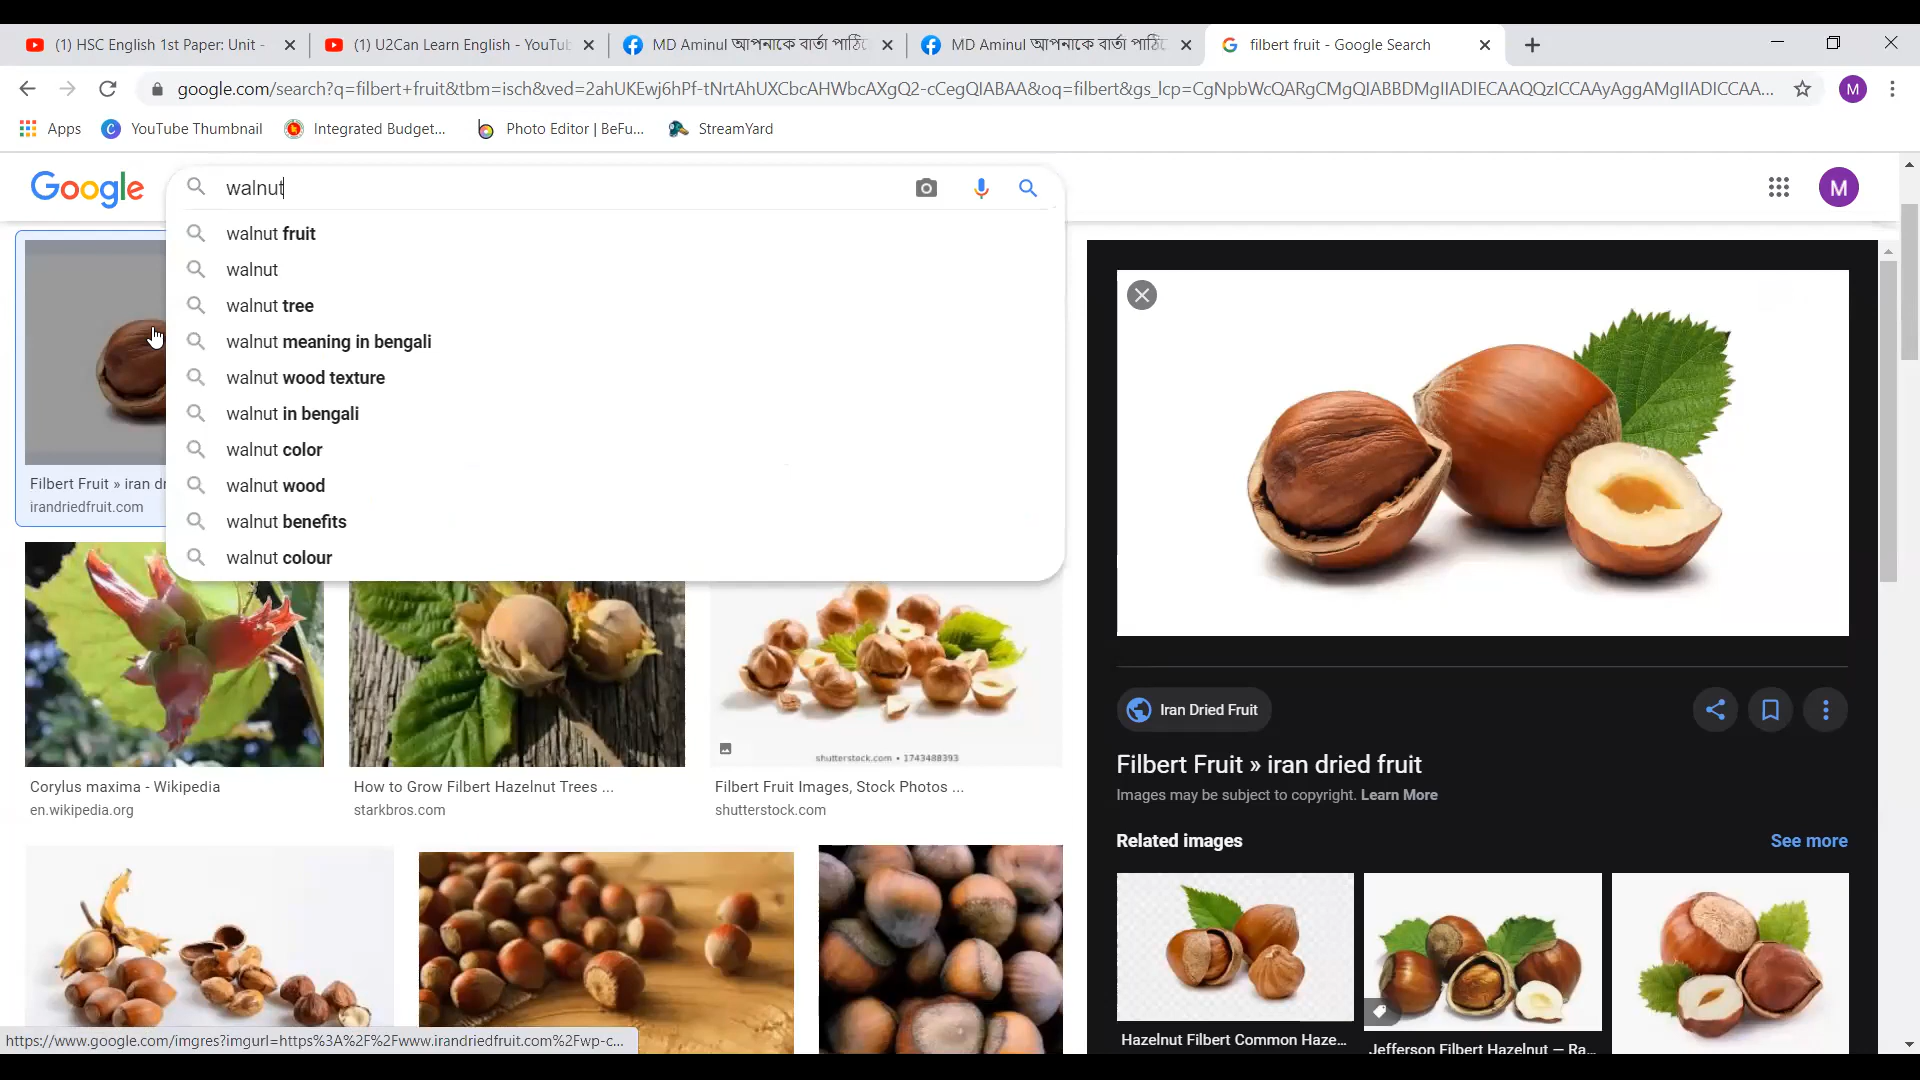 (1) HSC English 1st Paper: Unit -
(1) U2Can Learn English - YouTu
MD Aminul আপনাকে বার্তা পাঠি
MD Aminul আপনাকে বার্তা পাঠি
filbert fruit - Google Search
google.com/search?q=filbert+fruit&tbm=isch&ved=2ahUKEwj6hPf-tNrtAhUXCbcAHWbcAXgQ2-cCegQIABAA&oq=filbert&gs_lcp=CgNpbWcQARgCMgQIABBDMgIIADIECAAQQzICCAAyAggAMgIIADICCAA...
M
Apps
YouTube Thumbnail
Integrated Budget...
Photo Editor | BeFu...
StreamYard
Google
walnut
M
walnut fruit
walnut
walnut tree
walnut meaning in bengali
walnut wood texture
walnut in bengali
walnut color
walnut wood
walnut benefits
walnut colour
Filbert Fruit » iran dr
irandriedfruit.com
shutterstock.com • 1743488393
Corylus maxima - Wikipedia
en.wikipedia.org
How to Grow Filbert Hazelnut Trees ...
starkbros.com
Filbert Fruit Images, Stock Photos ...
shutterstock.com
Iran Dried Fruit
Filbert Fruit » iran dried fruit
Images may be subject to copyright. Learn More
Related images
See more
Hazelnut Filbert Common Haze...
Jefferson Filbert Hazelnut — Ra...
https://www.google.com/imgres?imgurl=https%3A%2F%2Fwww.irandriedfruit.com%2Fwp-c...